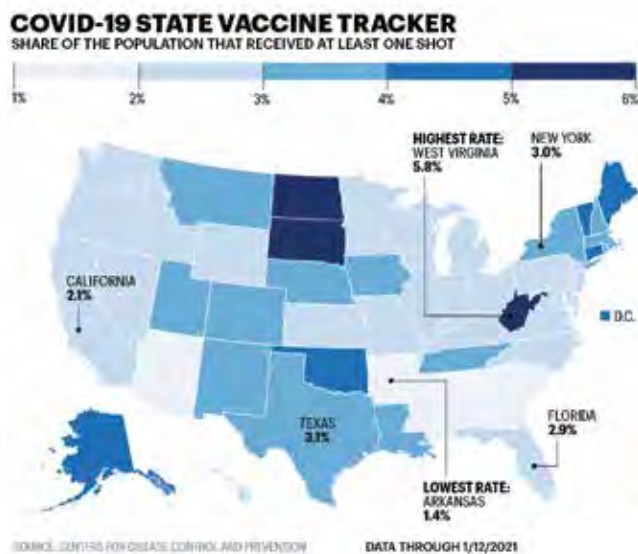 COVID-19 STATE VACCINE TRACKER
SHARE OF THE POPULATION THAT RECEIVED AT LEAST ONE SHOT
1% 2% 3% 4% 5% 6%
HIGHEST RATE:
WEST VIRGINIA
5.8%
NEW YORK
3.0%
CALIFORNIA
2.1%
D.C.
TEXAS
3.1%
FLORIDA
2.9%
LOWEST RATE:
ARKANSAS
1.4%
SOURCE: CENTERS FOR DISEASE CONTROL AND PREVENTION
DATA THROUGH 1/12/2021